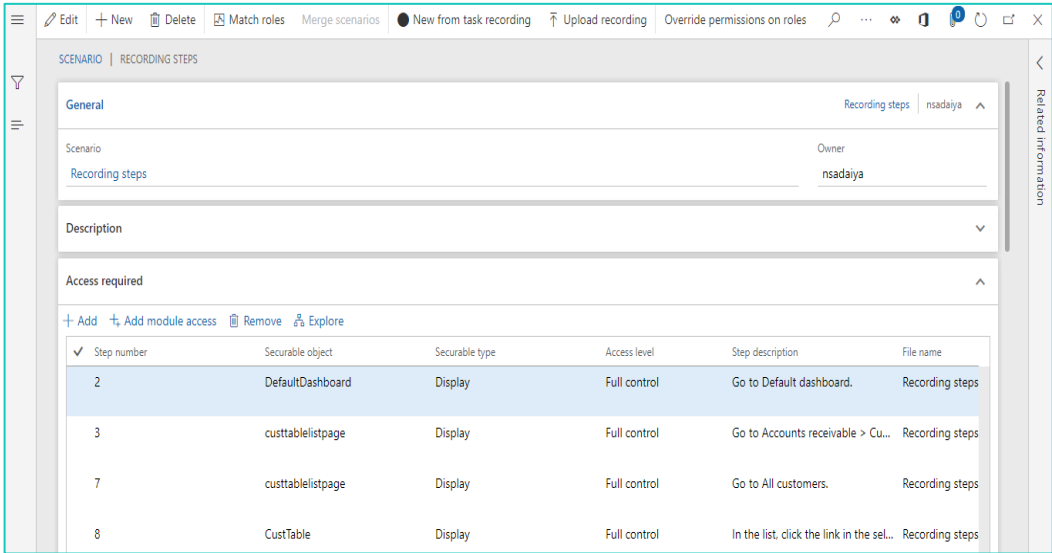 Edit New Delete Match roles Merge scenarios New from task recording Upload recording Override permissions on roles ... 0
SCENARIO | RECORDING STEPS
General Recording steps nsadaiya
Scenario Owner
Recording steps nsadaiya
Description
Access required
Add Add module access Remove Explore
Step number Securable object Securable type Access level Step description File name
2 DefaultDashboard Display Full control Go to Default dashboard. Recording steps
3 custtablelistpage Display Full control Go to Accounts receivable > Cu... Recording steps
7 custtablelistpage Display Full control Go to All customers. Recording steps
8 CustTable Display Full control In the list, click the link in the sel... Recording steps
Related information